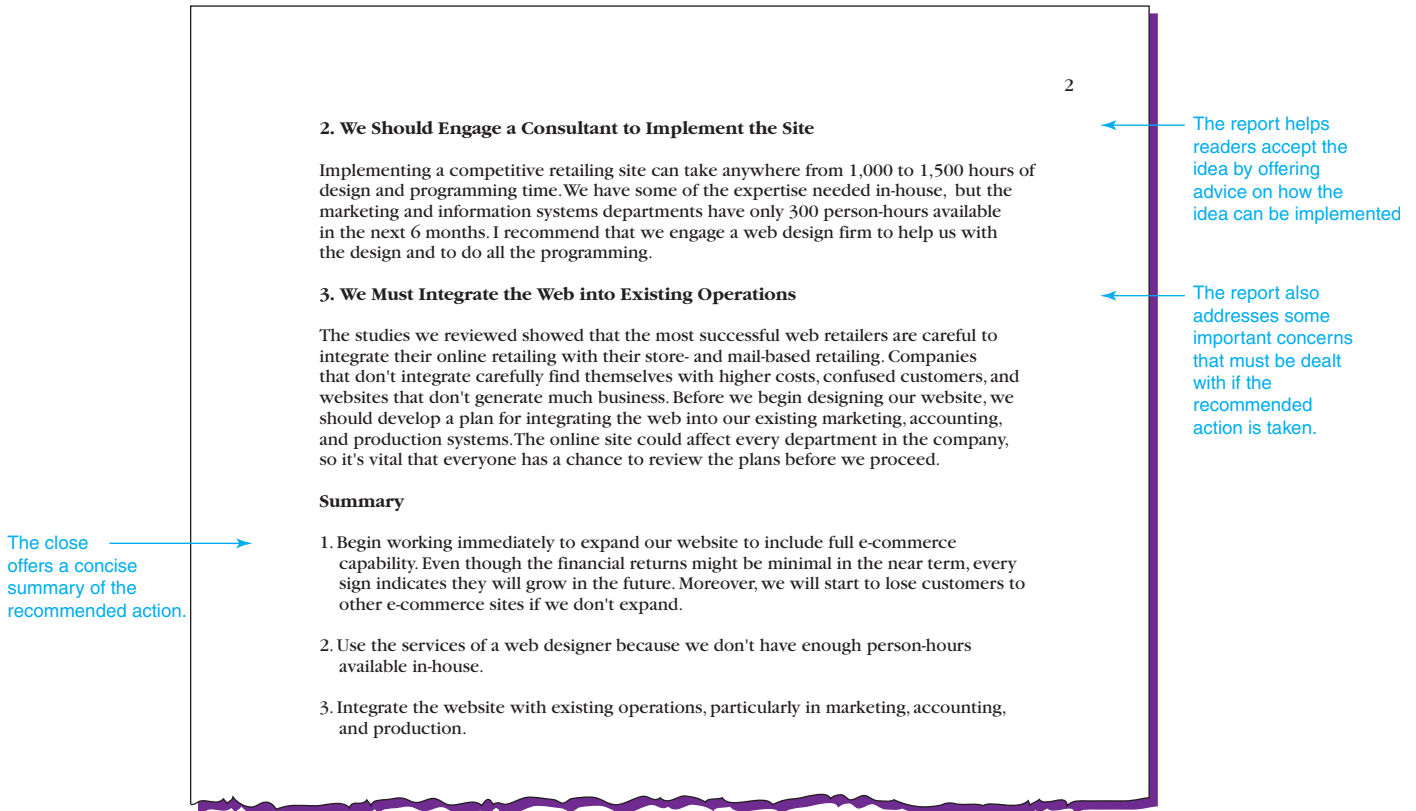 2
2. We Should Engage a Consultant to Implement the Site
Implementing a competitive retailing site can take anywhere from 1,000 to 1,500 hours of
design and programming time. We have some of the expertise needed in-house, but the
marketing and information systems departments have only 300 person-hours available
in the next 6 months. I recommend that we engage a web design firm to help us with
the design and to do all the programming.
The report helps
readers accept the
idea by offering
advice on how the
idea can be implemented
3. We Must Integrate the Web into Existing Operations
The studies we reviewed showed that the most successful web retailers are careful to
integrate their online retailing with their store- and mail-based retailing. Companies
that don't integrate carefully find themselves with higher costs, confused customers, and
websites that don't generate much business. Before we begin designing our website, we
should develop a plan for integrating the web into our existing marketing, accounting,
and production systems. The online site could affect every department in the company,
so it's vital that everyone has a chance to review the plans before we proceed.
The report also
addresses some
important concerns
that must be dealt
with if the
recommended
action is taken.
Summary
The close
offers a concise
summary of the
recommended action.
1. Begin working immediately to expand our website to include full e-commerce
capability. Even though the financial returns might be minimal in the near term, every
sign indicates they will grow in the future. Moreover, we will start to lose customers to
other e-commerce sites if we don't expand.
2. Use the services of a web designer because we don't have enough person-hours
available in-house.
3. Integrate the website with existing operations, particularly in marketing, accounting,
and production.